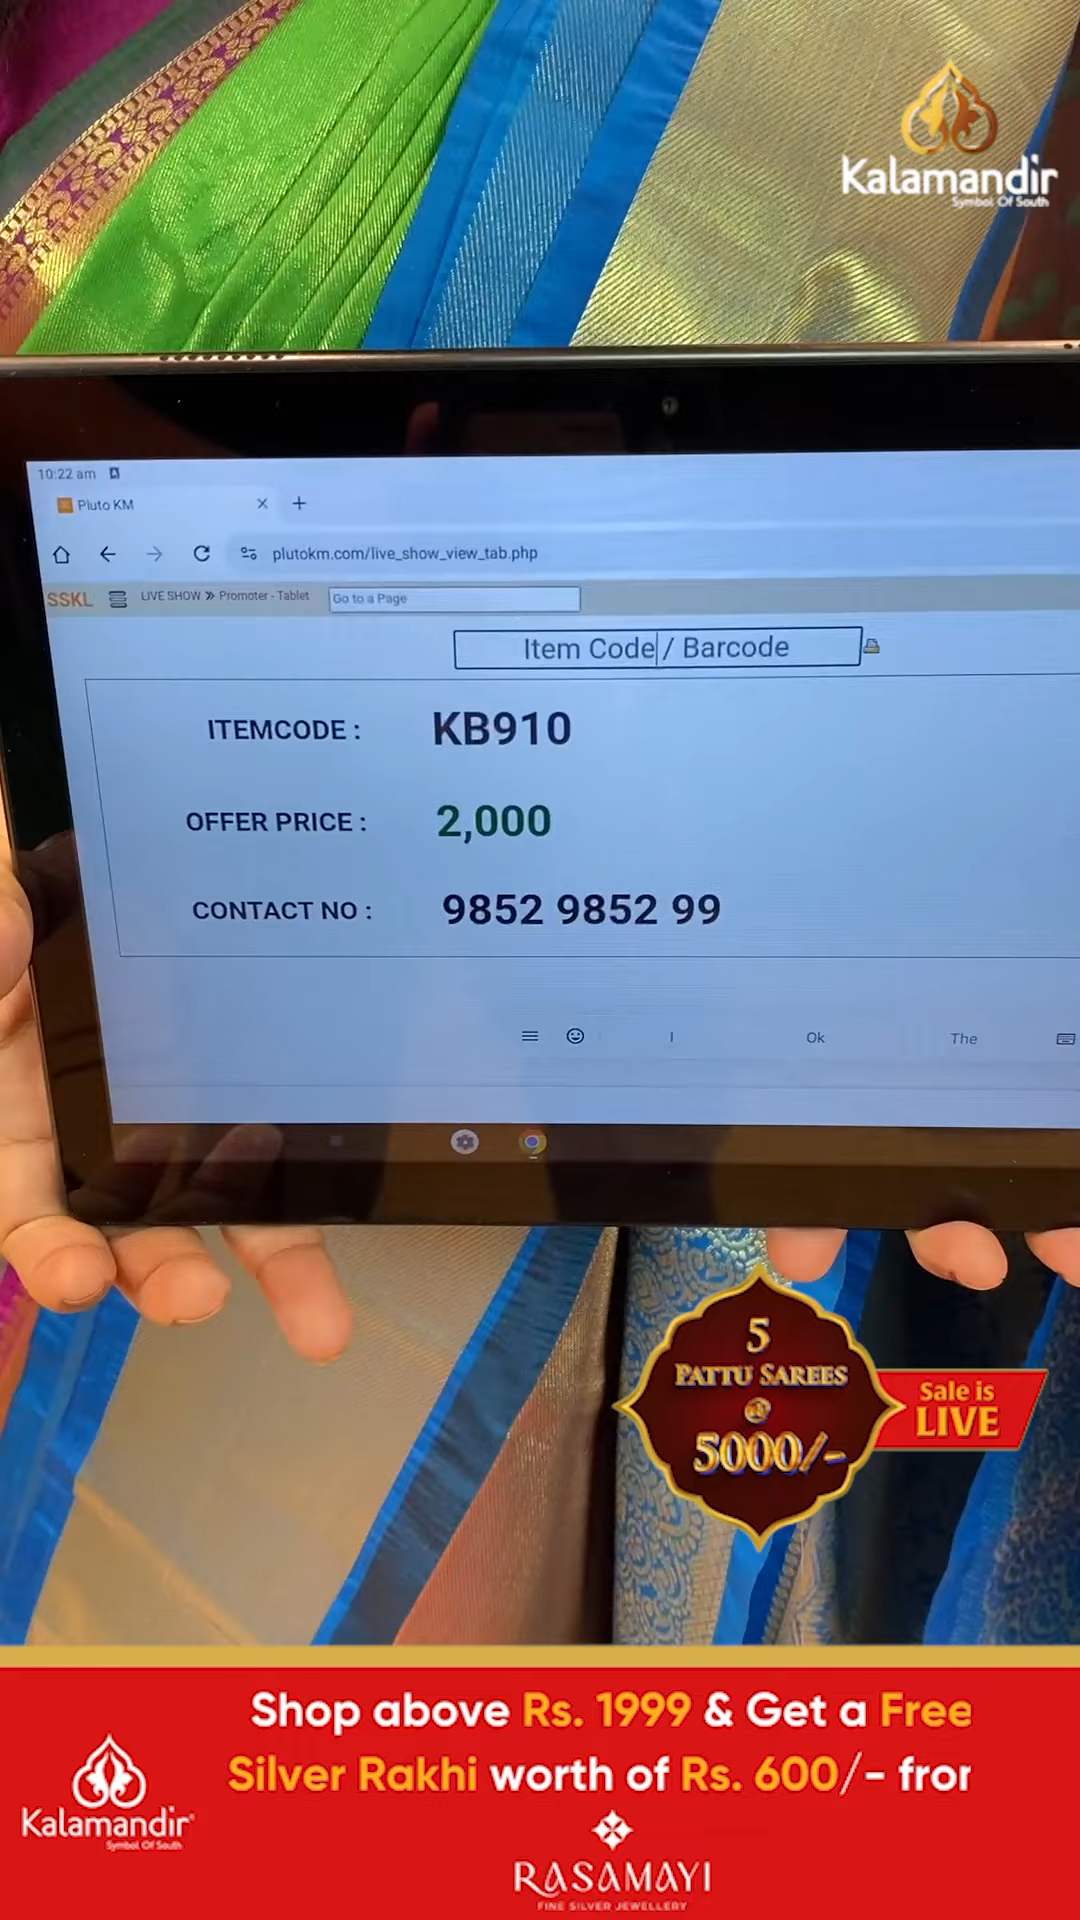 Kalamandir
Symbol Of South
10:22 am
Pluto KM
plutokm.com/live_show_view_tab.php
SSKL LIVE SHOW » Promoter - Tablet Go to a Page
Item Code / Barcode
ITEMCODE : KB910
OFFER PRICE : 2,000
CONTACT NO : 9852 9852 99
I Ok The
5
PATTU SAREES
@
5000/-
Sale is
LIVE
Shop above Rs. 1999 & Get a Free
Silver Rakhi worth of Rs. 600/- from
Kalamandir
Symbol Of South
RASAMAYI
FINE SILVER JEWELLERY